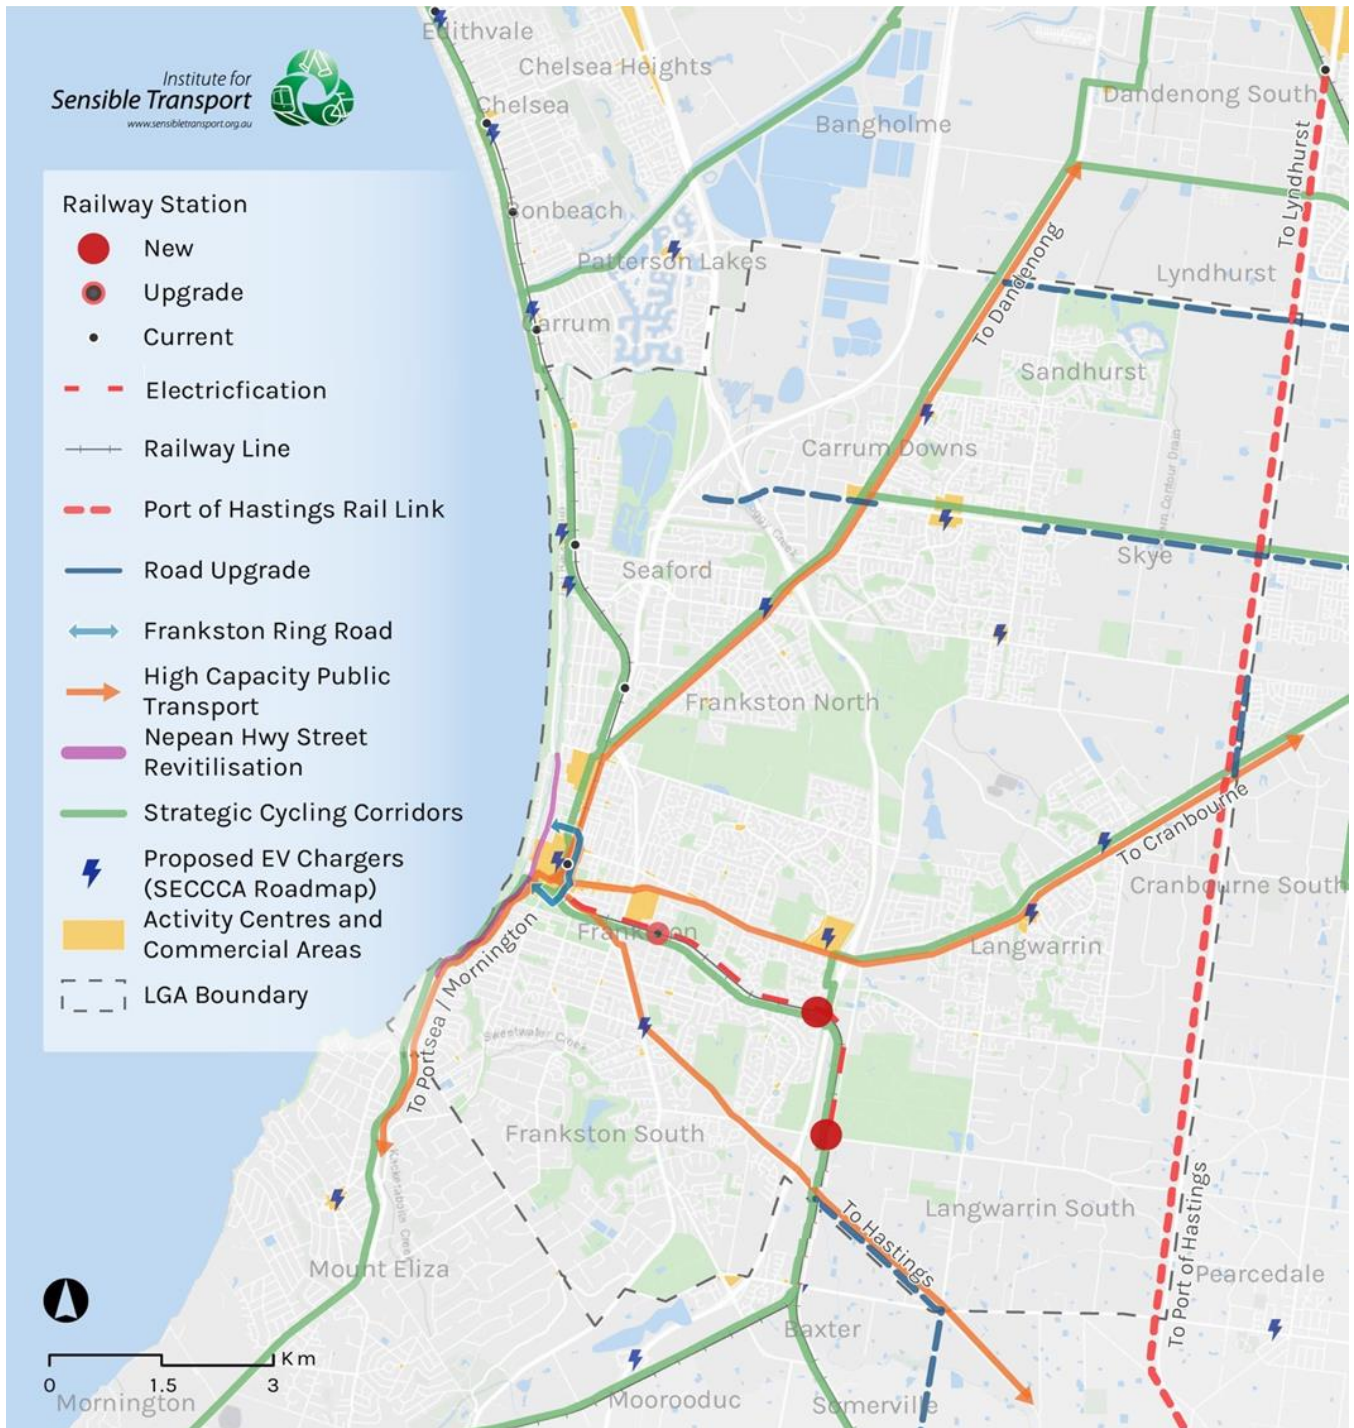 Institute for
Sensible Transport
www.sensibletransport.org.au
Railway Station
New
Upgrade
Current
Electricfication
Railway Line
Port of Hastings Rail Link
Road Upgrade
Frankston Ring Road
High Capacity Public
Transport
Nepean Hwy Street
Revitilisation
Strategic Cycling Corridors
Proposed EV Chargers
(SECCCA Roadmap)
Activity Centres and
Commercial Areas
LGA Boundary
Edithvale
Chelsea Heights
Chelsea
Bangholme
Dandenong South
Bonbeach
Patterson Lakes
To Lyndhurst
Lyndhurst
Carrum
To Dandenong
Sandhurst
Carrum Downs
Skye
Seaford
Frankston North
To Cranbourne
Cranbourne South
Frankston
Langwarrin
To Portsea / Mornington
Sweetwater Creek
Frankston South
Langwarrin South
To Hastings
To Port of Hastings
Pearcedale
Mount Eliza
Baxter
Moorooduc
Somerville
Mornington
Km
0 1.5 3